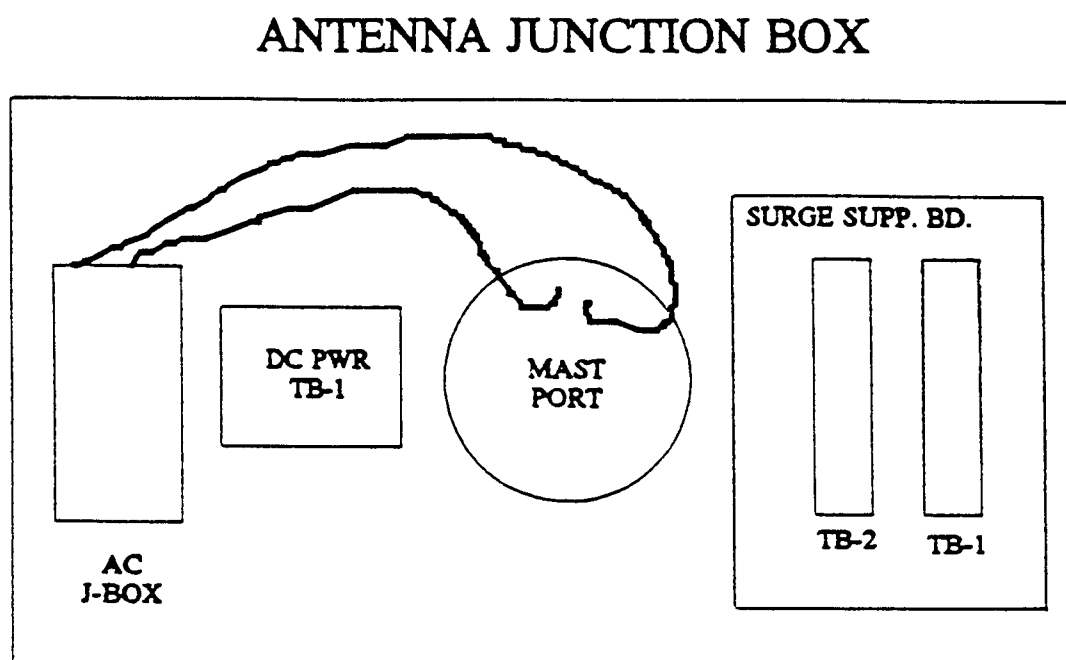 ANTENNA JUNCTION BOX
SURGE SUPP. BD.
DC PWR
TB-1
MAST
PORT
TB-2
TB-1
AC
J-BOX